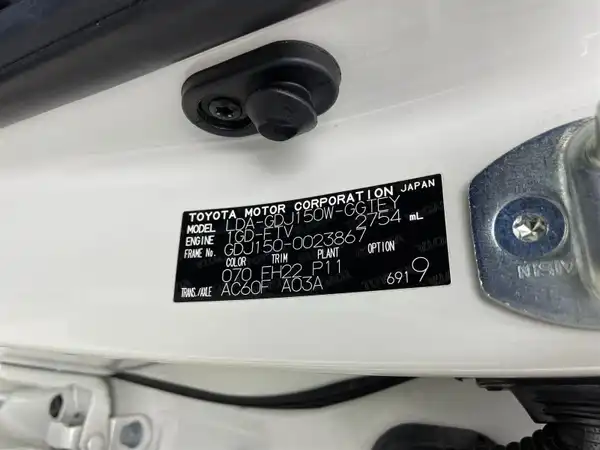 TOYOTA MOTOR CORPORATION JAPAN
MODEL LDA-GDJ150W-GGTEY
ENGINE 1GD-FTV 2754 mL
FRAME No. GDJ150-0023867
COLOR TRIM PLANT OPTION
070 FH22 P11
TRANS./AXLE AC60F A03A 691 9